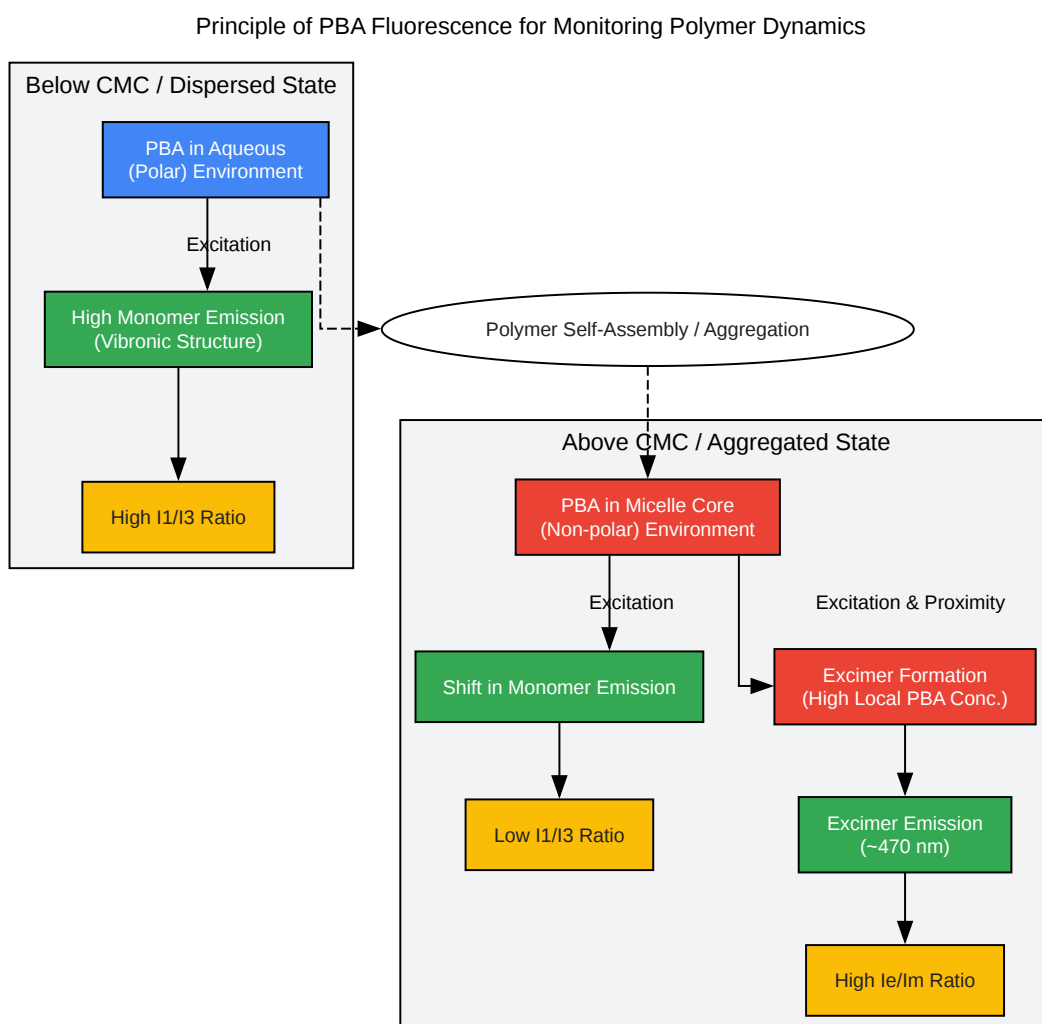 Principle of PBA Fluorescence for Monitoring Polymer Dynamics
Below CMC / Dispersed State
PBA in Aqueous
(Polar) Environment
Excitation
High Monomer Emission
(Vibronic Structure)
High I1/I3 Ratio
Polymer Self-Assembly / Aggregation
Above CMC / Aggregated State
PBA in Micelle Core
(Non-polar) Environment
Excitation
Excitation & Proximity
Shift in Monomer Emission
Excimer Formation
(High Local PBA Conc.)
Low I1/I3 Ratio
Excimer Emission
(~470 nm)
High Ie/Im Ratio